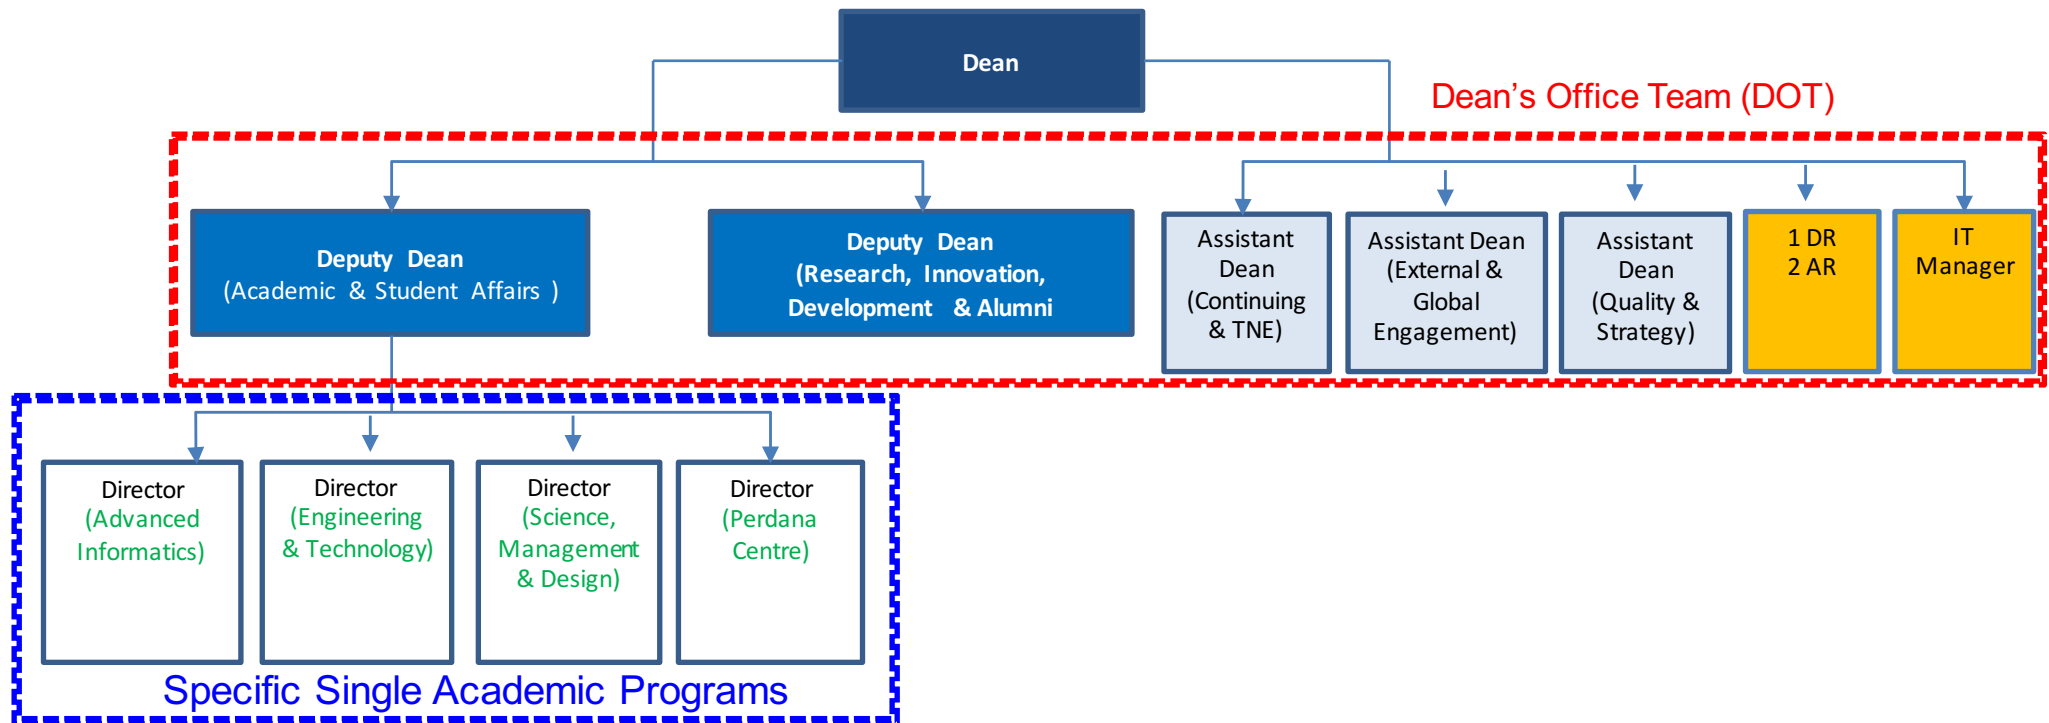 Dean
Dean's Office Team (DOT)
Deputy Dean
(Academic & Student Affairs )
Deputy Dean
(Research, Innovation,
Development & Alumni
Assistant
Dean
(Continuing
& TNE)
Assistant Dean
(External &
Global
Engagement)
Assistant
Dean
(Quality &
Strategy)
1 DR
2 AR
IT
Manager
Director
(Advanced
Informatics)
Director
(Engineering
& Technology)
Director
(Science,
Management
& Design)
Director
(Perdana
Centre)
Specific Single Academic Programs